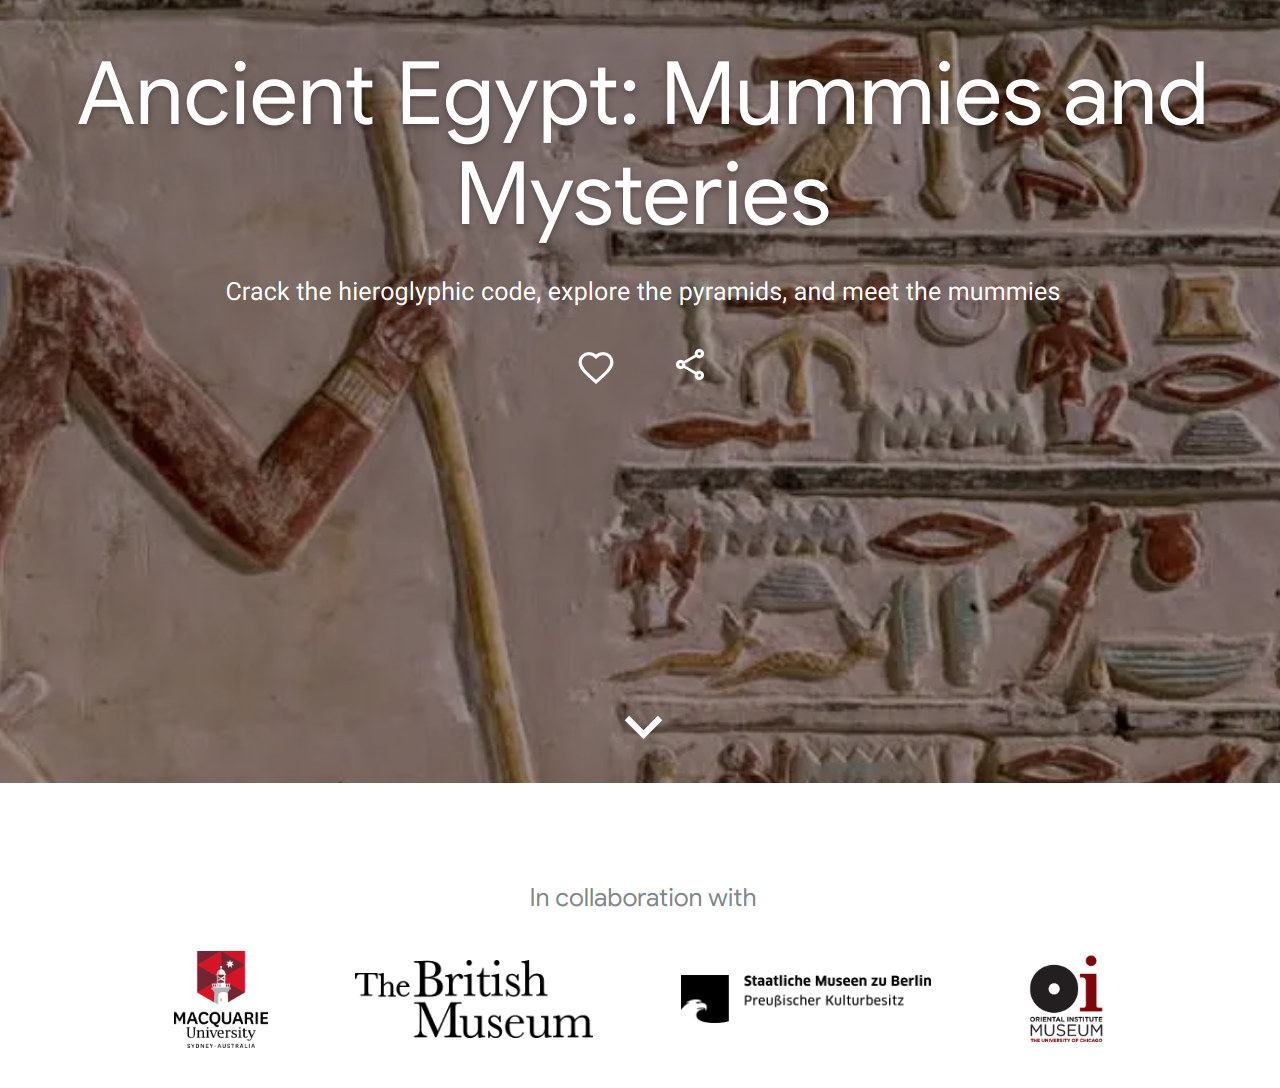 Ancient Egypt: Mummies and
Mysteries
Crack the hieroglyphic code, explore the pyramids, and meet the mummies
In collaboration with
MACQUARIE
University
SYDNEY·AUSTRALIA
The British
Museum
Staatliche Museen zu Berlin
Preußischer Kulturbesitz
oi
ORIENTAL INSTITUTE
MUSEUM
THE UNIVERSITY OF CHICAGO